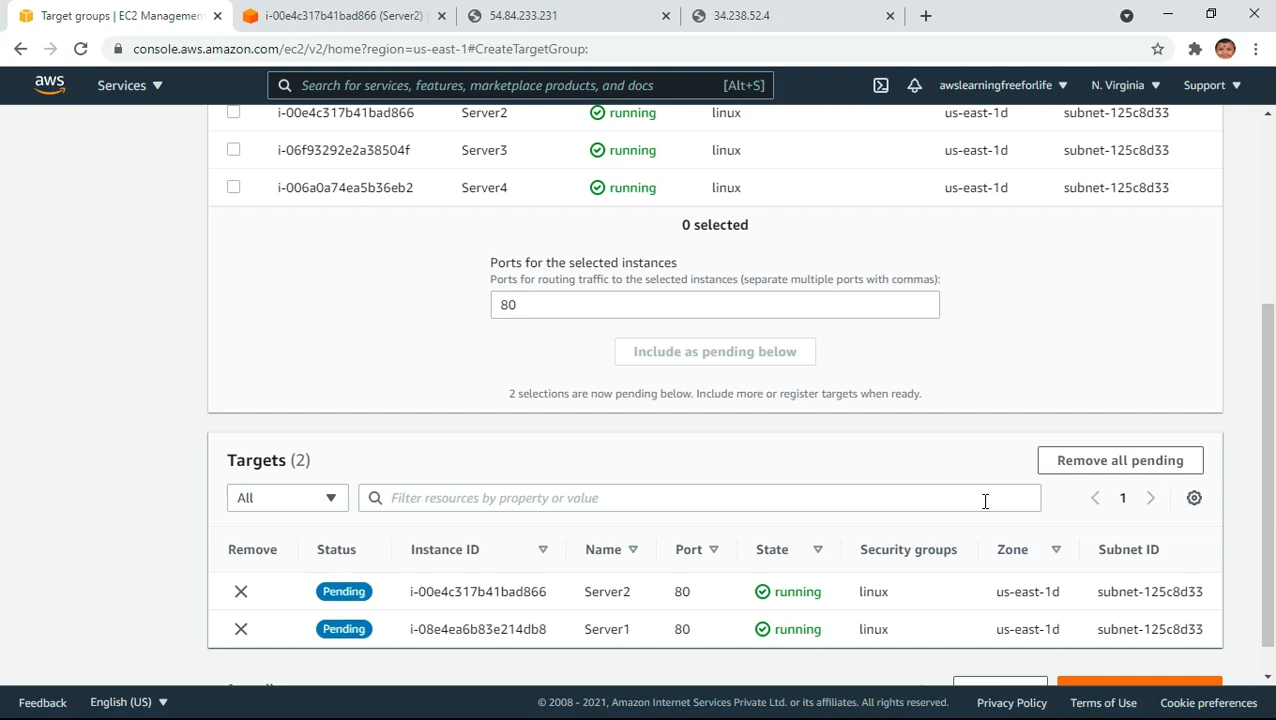 Target groups | EC2 Management
i-00e4c317b41bad866 (Server2)
54.84.233.231
34.238.52.4
console.aws.amazon.com/ec2/v2/home?region=us-east-1#CreateTargetGroup:
aws
Services
Search for services, features, marketplace products, and docs
[Alt+S]
awslearningfreeforlife
N. Virginia
Support
i-00e4c317b41bad866 Server2 running linux us-east-1d subnet-125c8d33
i-06f93292e2a38504f Server3 running linux us-east-1d subnet-125c8d33
i-006a0a74ea5b36eb2 Server4 running linux us-east-1d subnet-125c8d33
0 selected
Ports for the selected instances
Ports for routing traffic to the selected instances (separate multiple ports with commas):
80
Include as pending below
2 selections are now pending below. Include more or register targets when ready.
Targets (2)
Remove all pending
All
Filter resources by property or value
1
Remove Status Instance ID Name Port State Security groups Zone Subnet ID
Pending i-00e4c317b41bad866 Server2 80 running linux us-east-1d subnet-125c8d33
Pending i-08e4ea6b83e214db8 Server1 80 running linux us-east-1d subnet-125c8d33
Feedback
English (US)
© 2008 - 2021, Amazon Internet Services Private Ltd. or its affiliates. All rights reserved.
Privacy Policy
Terms of Use
Cookie preferences